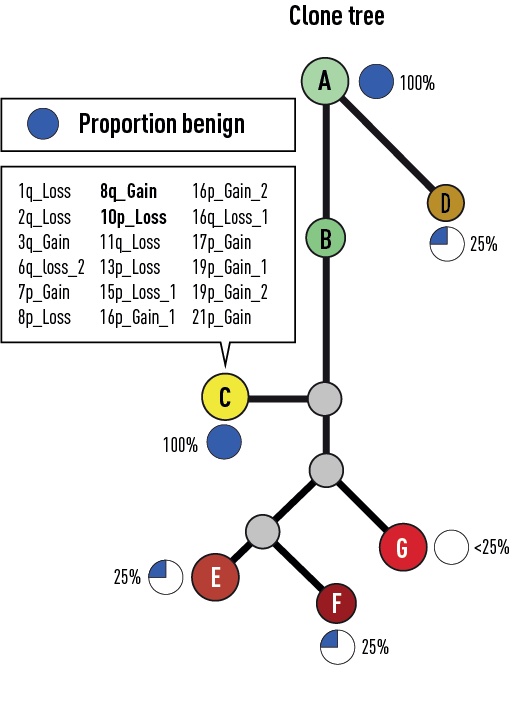 Clone tree
A
100%
Proportion benign
1q_Loss 8q_Gain 16p_Gain_2
2q_Loss 10p_Loss 16q_Loss_1
3q_Gain 11q_Loss 17p_Gain
6q_loss_2 13p_Loss 19p_Gain_1
7p_Gain 15p_Loss_1 19p_Gain_2
8p_Loss 16p_Gain_1 21p_Gain
D
25%
B
C
100%
G
<25%
25%
E
F
25%